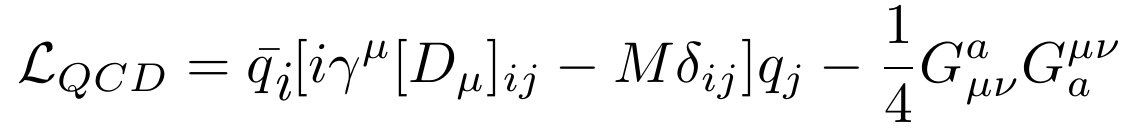 $\mathcal{L}_{QCD} = \bar{q}_i[i\gamma^\mu[D_\mu]_{ij} - M\delta_{ij}]q_j - \frac{1}{4}G^a_{\mu\nu}G^{\mu\nu}_a$